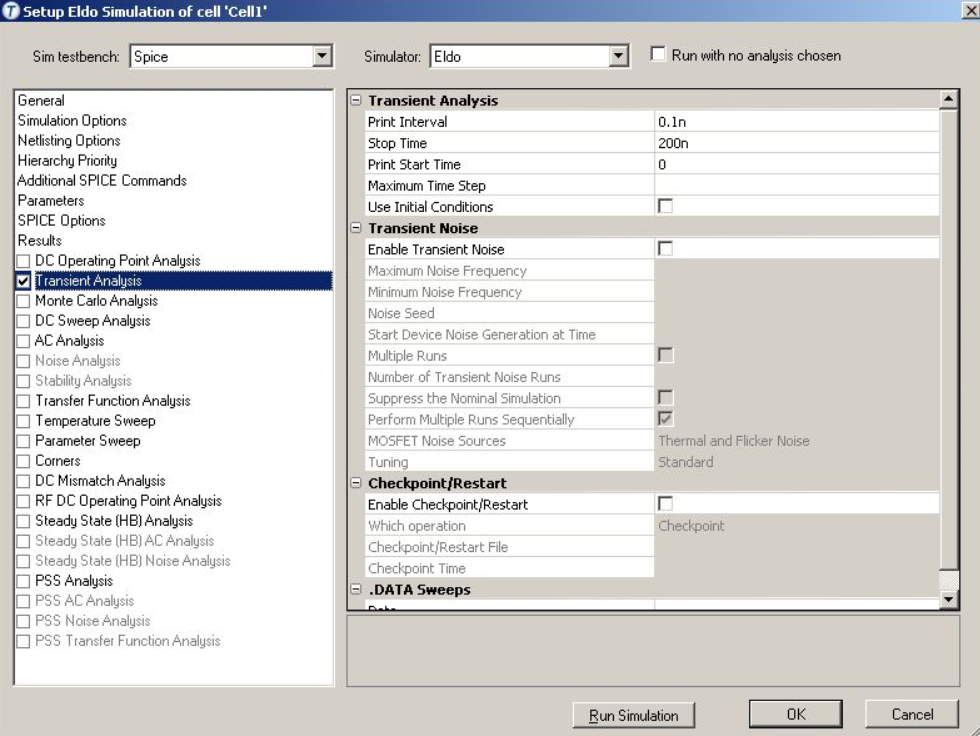 Setup Eldo Simulation of cell 'Cell1'
Sim testbench: Spice Simulator: Eldo Run with no analysis chosen
General
Simulation Options
Netlisting Options
Hierarchy Priority
Additional SPICE Commands
Parameters
SPICE Options
Results
DC Operating Point Analysis
Transient Analysis
Monte Carlo Analysis
DC Sweep Analysis
AC Analysis
Noise Analysis
Stability Analysis
Transfer Function Analysis
Temperature Sweep
Parameter Sweep
Corners
DC Mismatch Analysis
RF DC Operating Point Analysis
Steady State (HB) Analysis
Steady State (HB) AC Analysis
Steady State (HB) Noise Analysis
PSS Analysis
PSS AC Analysis
PSS Noise Analysis
PSS Transfer Function Analysis
Transient Analysis
Print Interval 0.1n
Stop Time 200n
Print Start Time 0
Maximum Time Step
Use Initial Conditions
Transient Noise
Enable Transient Noise
Maximum Noise Frequency
Minimum Noise Frequency
Noise Seed
Start Device Noise Generation at Time
Multiple Runs
Number of Transient Noise Runs
Suppress the Nominal Simulation
Perform Multiple Runs Sequentially
MOSFET Noise Sources Thermal and Flicker Noise
Tuning Standard
Checkpoint/Restart
Enable Checkpoint/Restart
Which operation Checkpoint
Checkpoint/Restart File
Checkpoint Time
.DATA Sweeps
Run Simulation OK Cancel